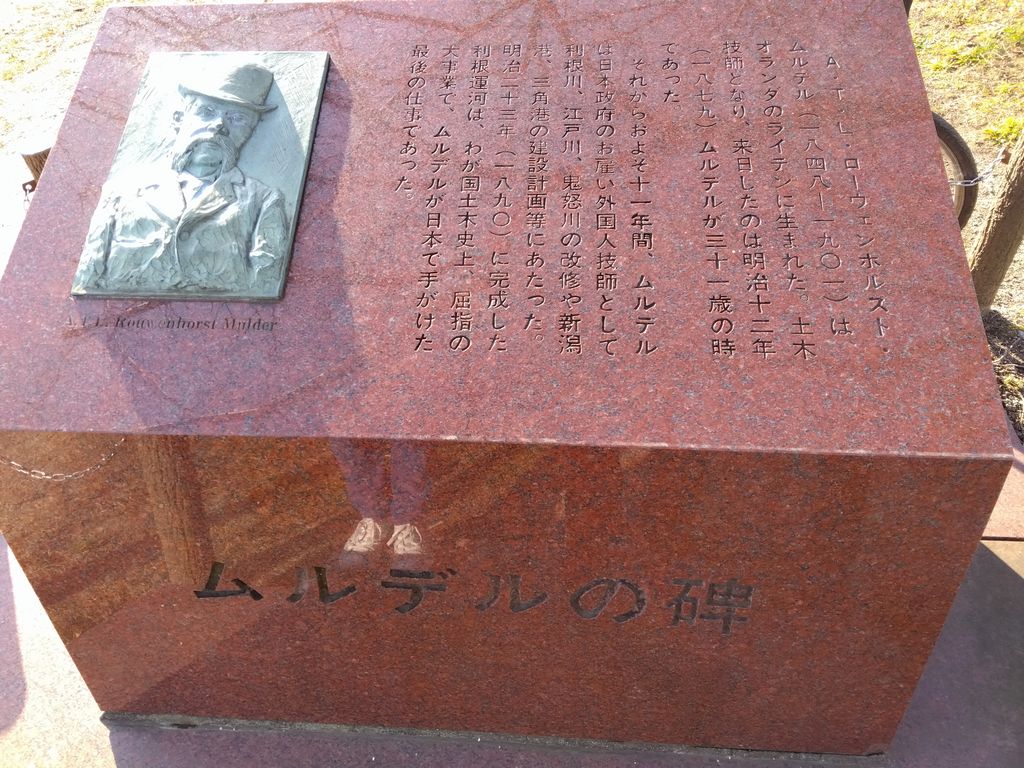 A・T・L・ローウェンホルスト・
ムルデル（一八四八―一九〇一）は
オランダのライデンに生まれた。土木
技師となり、来日したのは明治十二年
（一八七九）ムルデルが三十一歳の時
であった。
それからおよそ十一年間、ムルデル
は日本政府のお雇い外国人技師として
利根川、江戸川、鬼怒川の改修や新潟
港、三角港の建設計画等にあたった。
明治二十三年（一八九〇）に完成した
利根運河は、わが国土木史上、屈指の
大事業で、ムルデルが日本で手がけた
最後の仕事であった。
A.T.L. Rouwenhorst Mulder
ムルデルの碑